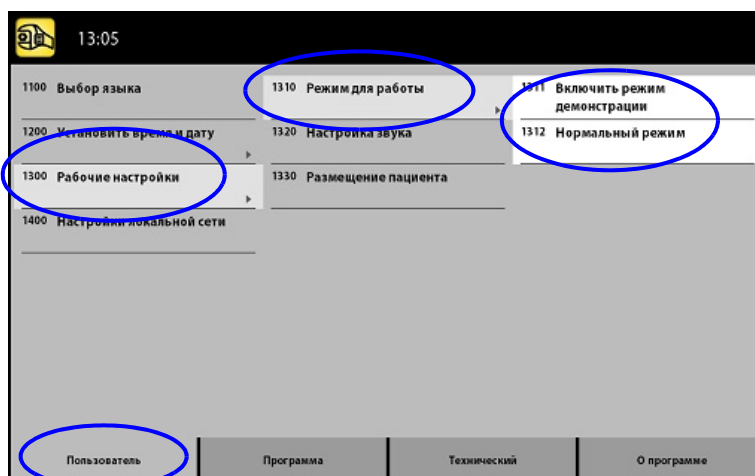 13:05
1100 Выбор языка
1200 Установить время и дату
1300 Рабочие настройки
1400 Настройки локальной сети
1310 Режим для работы
1320 Настройка звука
1330 Размещение пациента
1311 Включить режим
демонстрации
1312 Нормальный режим
Пользователь
Программа
Технический
О программе